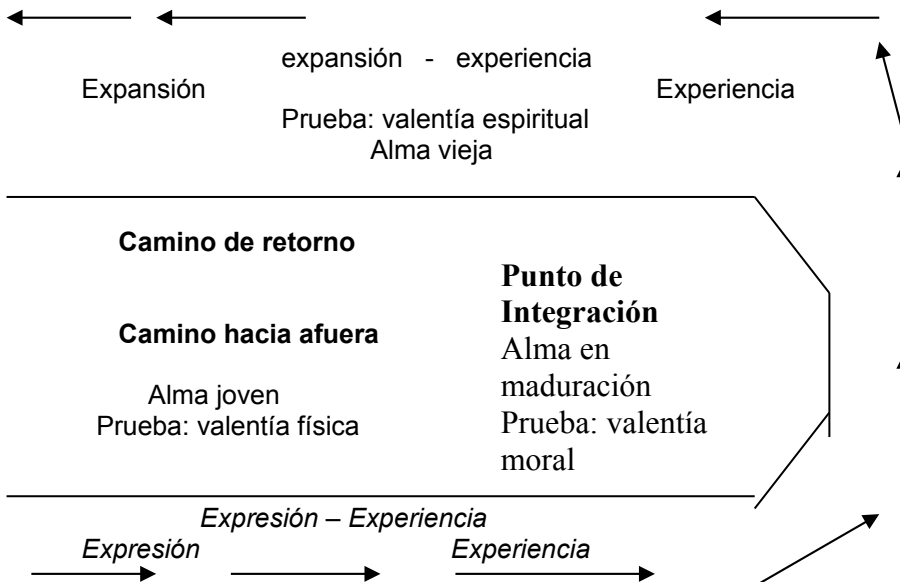 expansión - experiencia
Expansión Experiencia
Prueba: valentía espiritual
Alma vieja
Camino de retorno
Camino hacia afuera
Alma joven
Prueba: valentía física
Punto de
Integración
Alma en
maduración
Prueba: valentía
moral
Expresión – Experiencia
Expresión Experiencia